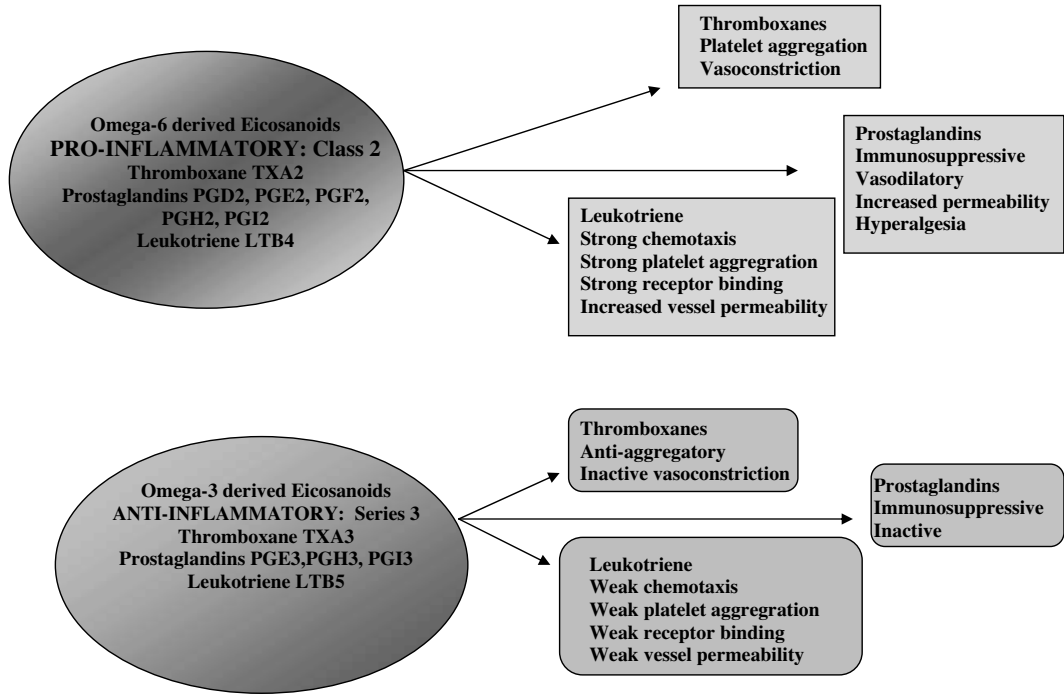 Omega-6 derived Eicosanoids
PRO-INFLAMMATORY: Class 2
Thromboxane TXA2
Prostaglandins PGD2, PGE2, PGF2,
PGH2, PGI2
Leukotriene LTB4
Thromboxanes
Platelet aggregation
Vasoconstriction
Prostaglandins
Immunosuppressive
Vasodilatory
Increased permeability
Hyperalgesia
Leukotriene
Strong chemotaxis
Strong platelet aggregration
Strong receptor binding
Increased vessel permeability
Omega-3 derived Eicosanoids
ANTI-INFLAMMATORY: Series 3
Thromboxane TXA3
Prostaglandins PGE3,PGH3, PGI3
Leukotriene LTB5
Thromboxanes
Anti-aggregatory
Inactive vasoconstriction
Prostaglandins
Immunosuppressive
Inactive
Leukotriene
Weak chemotaxis
Weak platelet aggregration
Weak receptor binding
Weak vessel permeability